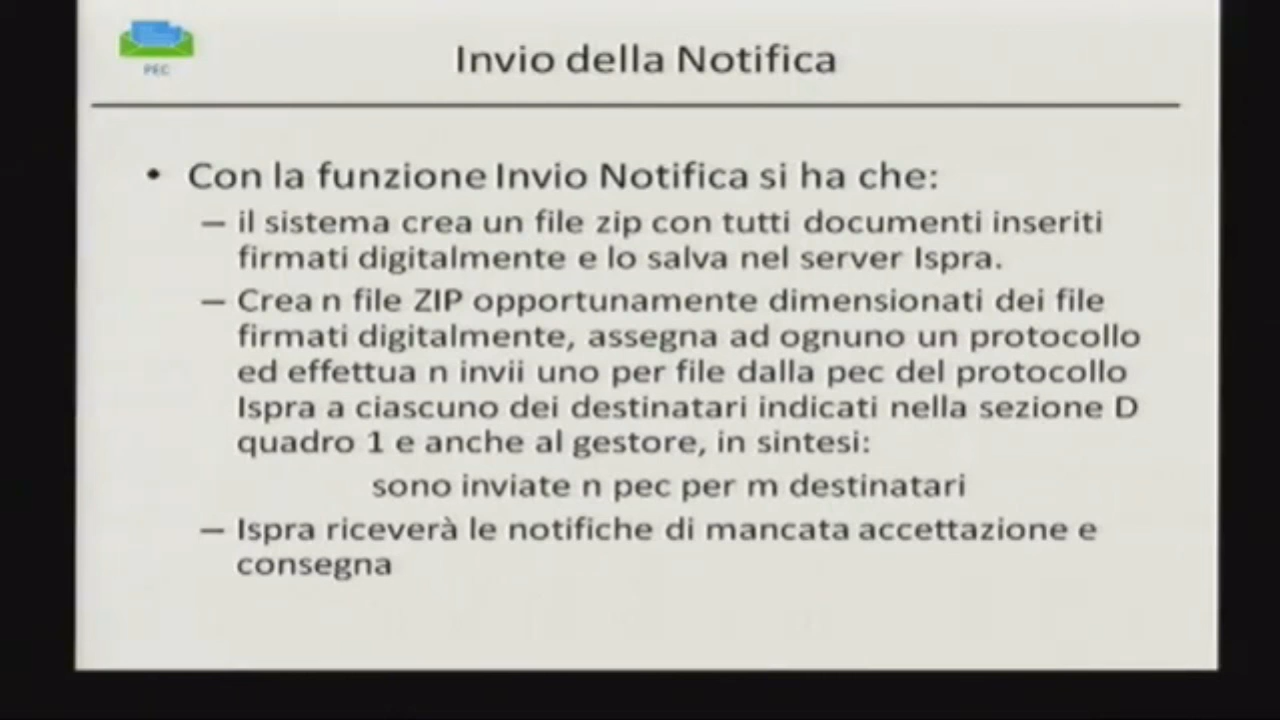 PEC
Invio della Notifica
• Con la funzione Invio Notifica si ha che:
– il sistema crea un file zip con tutti documenti inseriti
firmati digitalmente e lo salva nel server Ispra.
– Crea n file ZIP opportunamente dimensionati dei file
firmati digitalmente, assegna ad ognuno un protocollo
ed effettua n invii uno per file dalla pec del protocollo
Ispra a ciascuno dei destinatari indicati nella sezione D
quadro 1 e anche al gestore, in sintesi:
sono inviate n pec per m destinatari
– Ispra riceverà le notifiche di mancata accettazione e
consegna